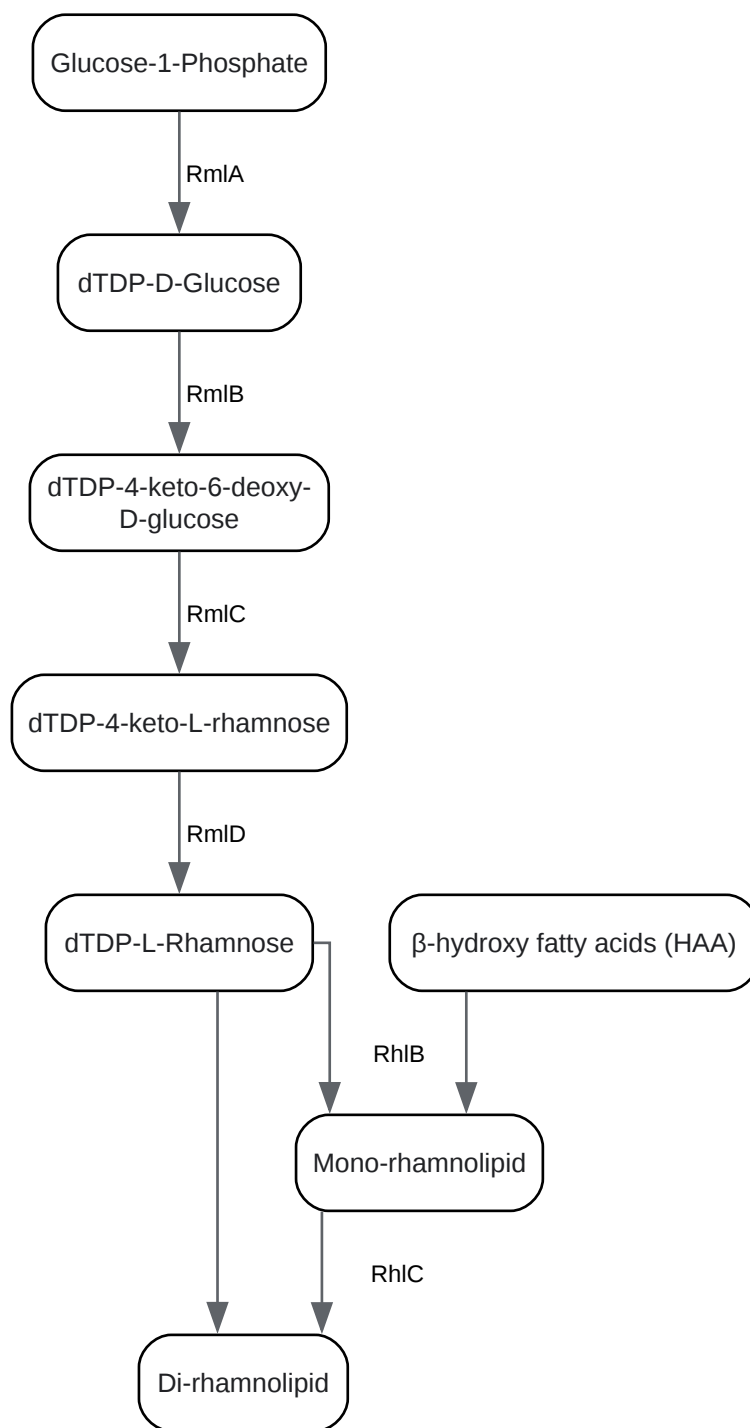 Glucose-1-Phosphate
RmlA
dTDP-D-Glucose
RmlB
dTDP-4-keto-6-deoxy-
D-glucose
RmlC
dTDP-4-keto-L-rhamnose
RmlD
dTDP-L-Rhamnose
β-hydroxy fatty acids (HAA)
RhlB
Mono-rhamnolipid
RhlC
Di-rhamnolipid